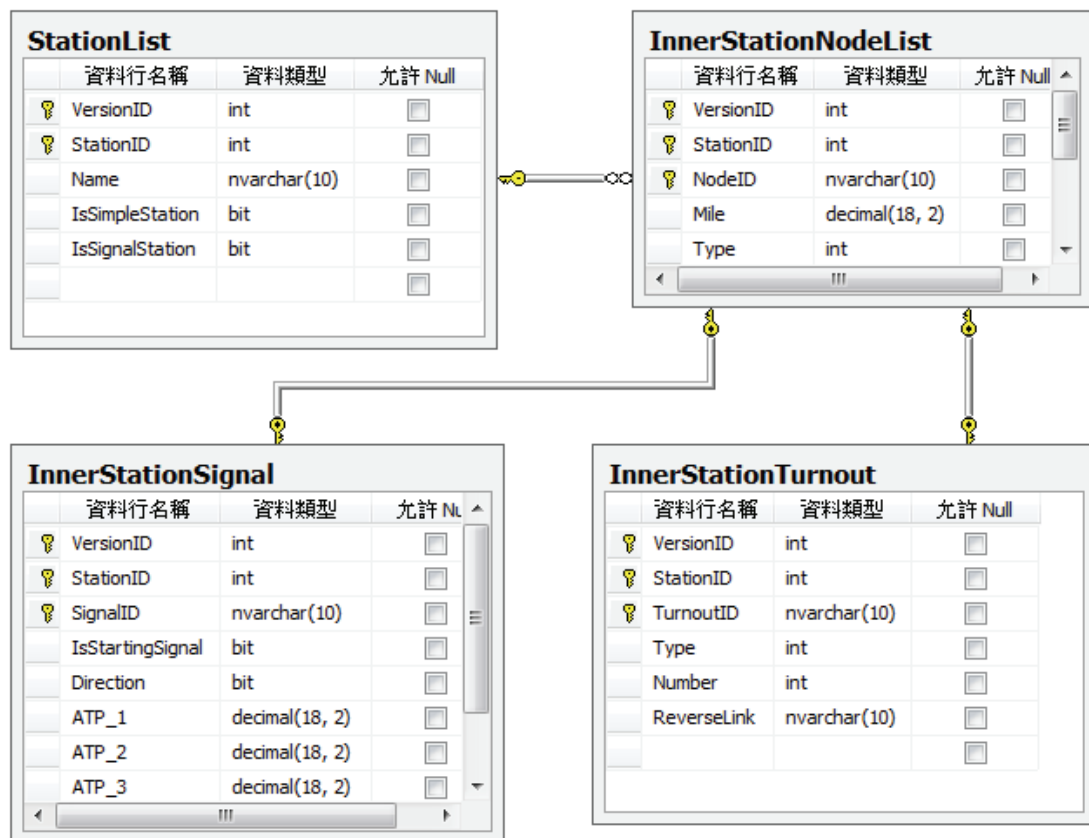 StationList
資料行名稱 資料類型 允許 Null
VersionID int
StationID int
Name nvarchar(10)
IsSimpleStation bit
IsSignalStation bit
InnerStationNodeList
資料行名稱 資料類型 允許 Null
VersionID int
StationID int
NodeID nvarchar(10)
Mile decimal(18, 2)
Type int
InnerStationSignal
資料行名稱 資料類型 允許 Nu
VersionID int
StationID int
SignalID nvarchar(10)
IsStartingSignal bit
Direction bit
ATP_1 decimal(18, 2)
ATP_2 decimal(18, 2)
ATP_3 decimal(18, 2)
InnerStationTurnout
資料行名稱 資料類型 允許 Null
VersionID int
StationID int
TurnoutID nvarchar(10)
Type int
Number int
ReverseLink nvarchar(10)